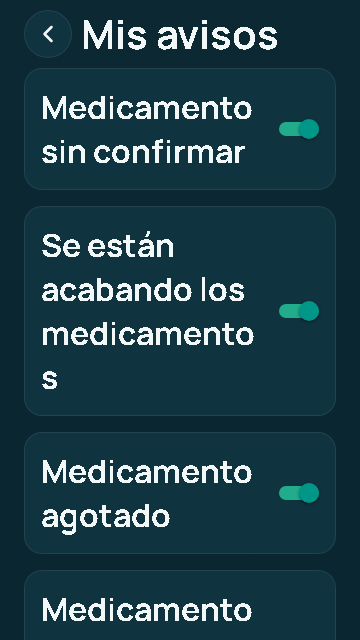 Mis avisos
Medicamento
sin confirmar
Se están
acabando los
medicamento
s
Medicamento
agotado
Medicamento